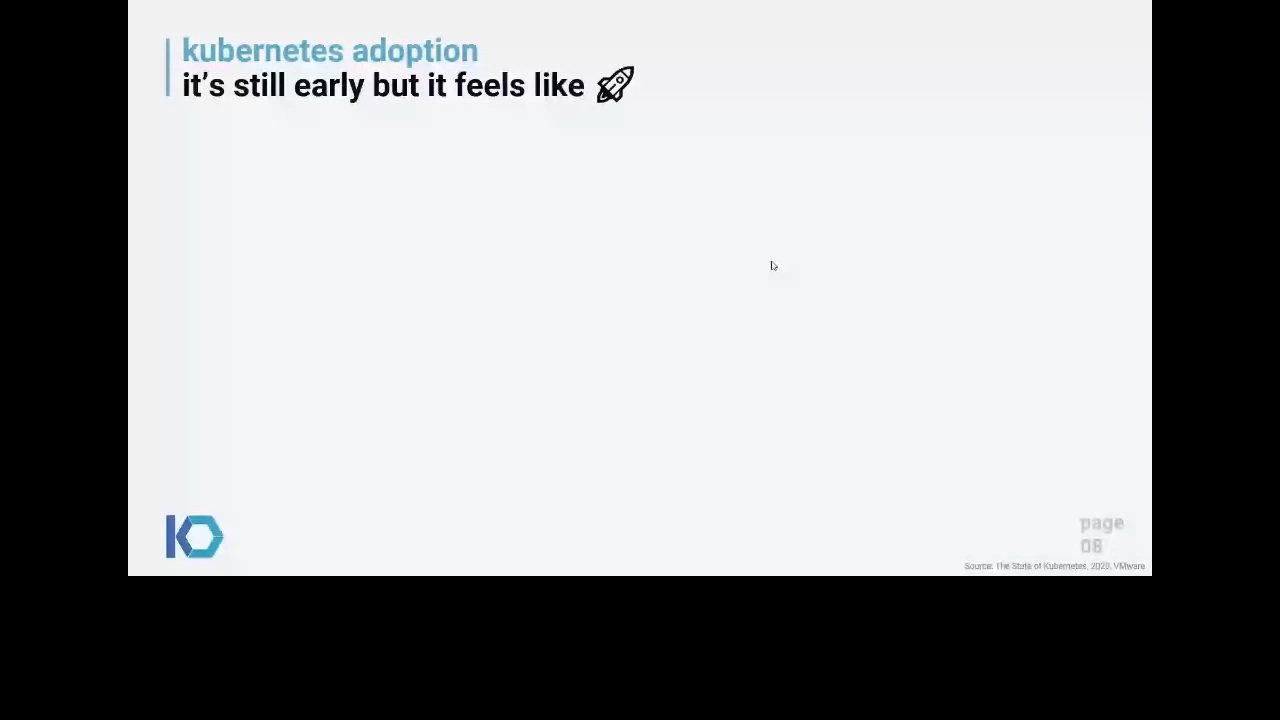 kubernetes adoption
it's still early but it feels like 🚀
page
08
Source: The State of Kubernetes, 2020, VMware